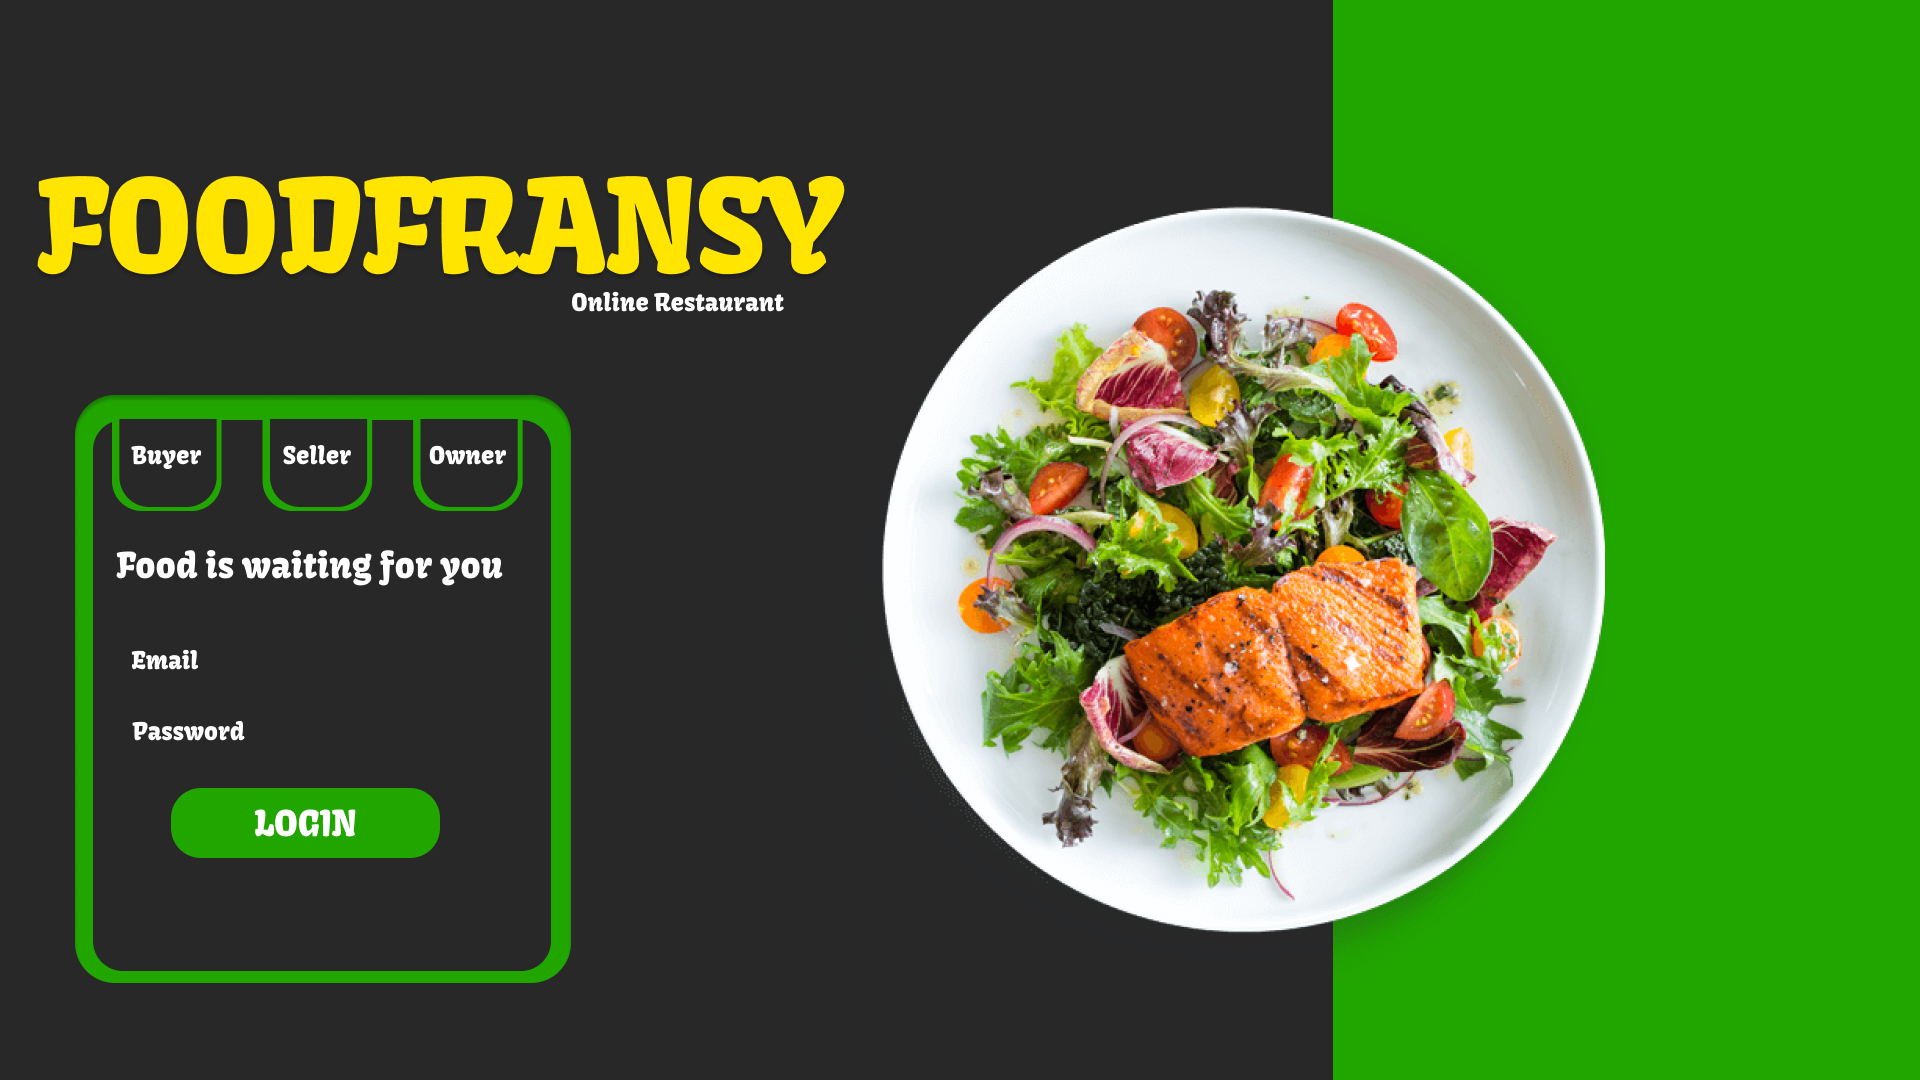 FOODFRANSY
Online Restaurant
Buyer Seller Owner
Food is waiting for you
Email
Password
LOGIN